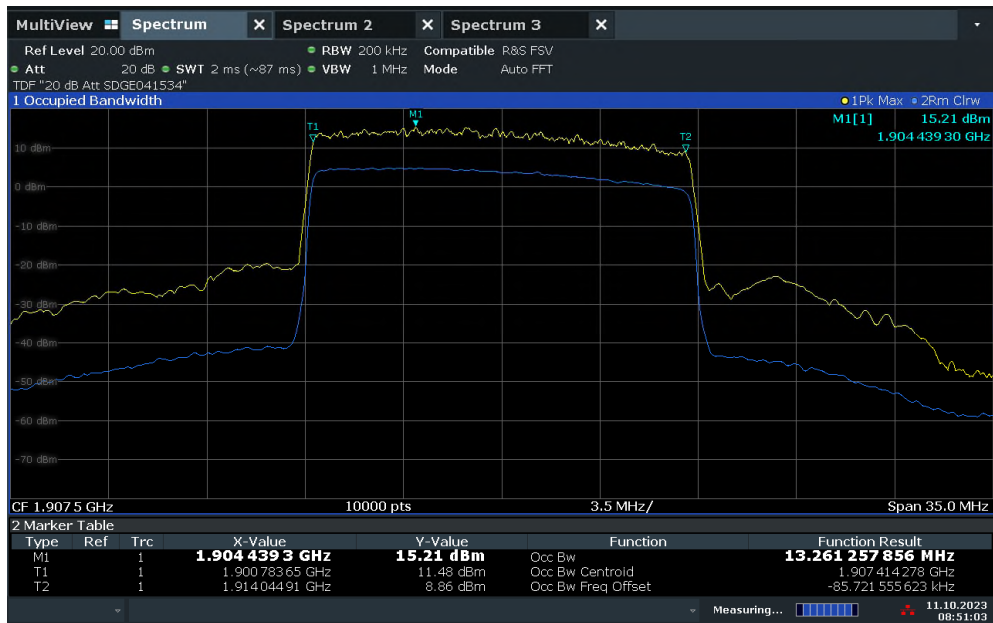 MultiView Spectrum X Spectrum 2 X Spectrum 3 X
Ref Level 20.00 dBm RBW 200 kHz Compatible R&S FSV
Att 20 dB SWT 2 ms (~87 ms) VBW 1 MHz Mode Auto FFT
TDF "20 dB Att SDGE041534"
1 Occupied Bandwidth 1Pk Max 2Rm Clrw
M1[1] 15.21 dBm
1.904 439 30 GHz
M1
T1
T2
10 dBm
0 dBm
-10 dBm
-20 dBm
-30 dBm
-40 dBm
-50 dBm
-60 dBm
-70 dBm
CF 1.907 5 GHz 10000 pts 3.5 MHz/ Span 35.0 MHz
2 Marker Table
Type Ref Trc X-Value Y-Value Function Function Result
M1 1 1.904 439 3 GHz 15.21 dBm Occ Bw 13.261 257 856 MHz
T1 1 1.900 783 65 GHz 11.48 dBm Occ Bw Centroid 1.907 414 278 GHz
T2 1 1.914 044 91 GHz 8.86 dBm Occ Bw Freq Offset -85.721 555 623 kHz
Measuring... 11.10.2023
08:51:03